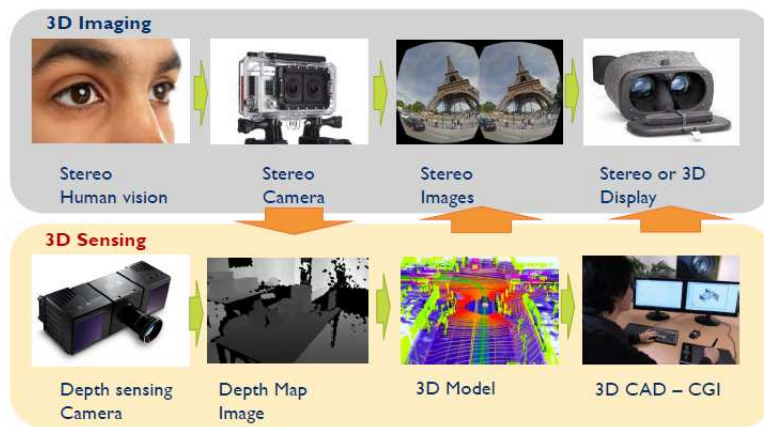 3D Imaging
Stereo
Human vision
Stereo
Camera
Stereo
Images
Stereo or 3D
Display
3D Sensing
Depth sensing
Camera
Depth Map
Image
3D Model
3D CAD – CGI